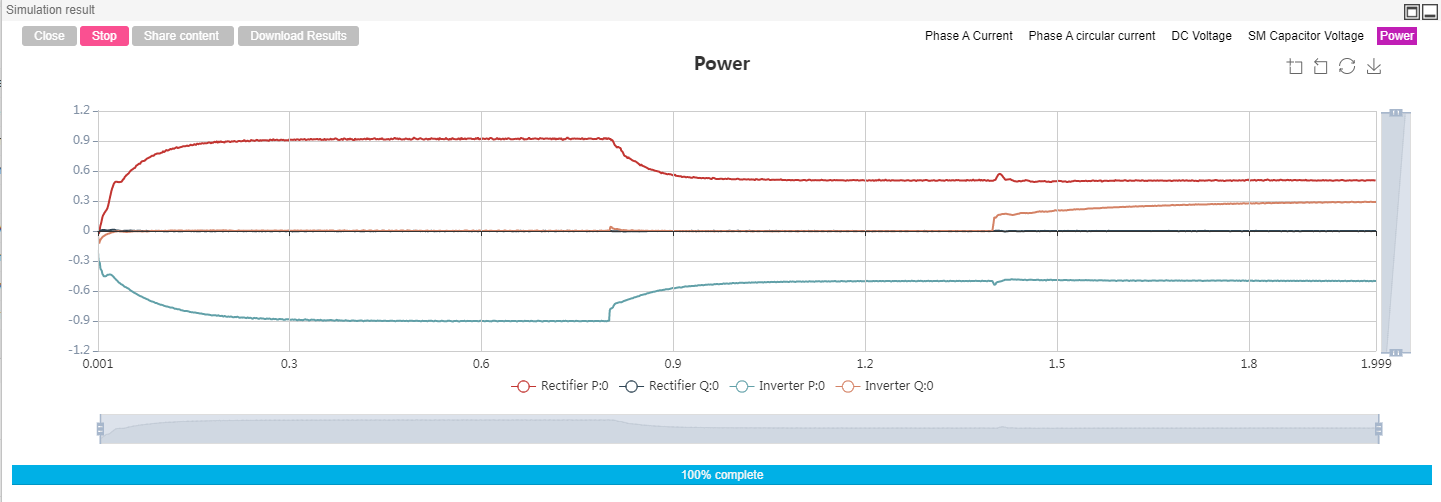 Simulation result
Close Stop Share content Download Results
Phase A Current Phase A circular current DC Voltage SM Capacitor Voltage Power
Power
1.2
0.9
0.6
0.3
0
-0.3
-0.6
-0.9
-1.2
0.001 0.3 0.6 0.9 1.2 1.5 1.8 1.999
Rectifier P:0 Rectifier Q:0 Inverter P:0 Inverter Q:0
100% complete